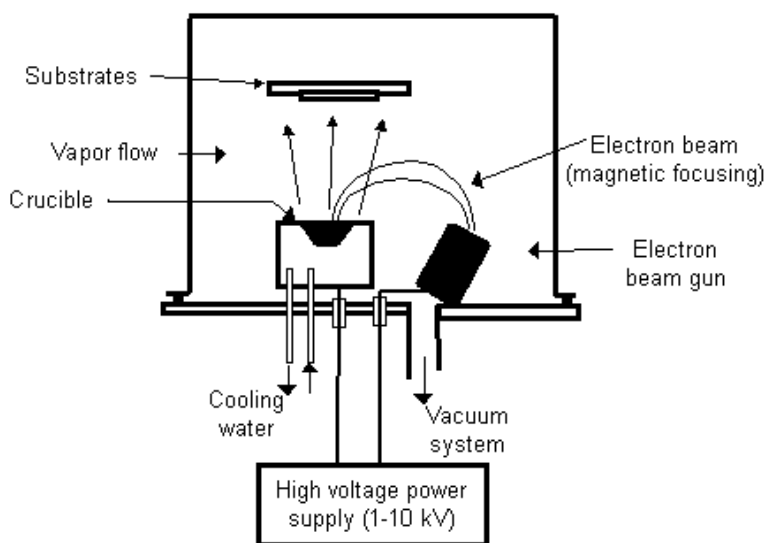 Substrates
Vapor flow
Crucible
Electron beam
(magnetic focusing)
Electron
beam gun
Cooling
water
Vacuum
system
High voltage power
supply (1-10 kV)